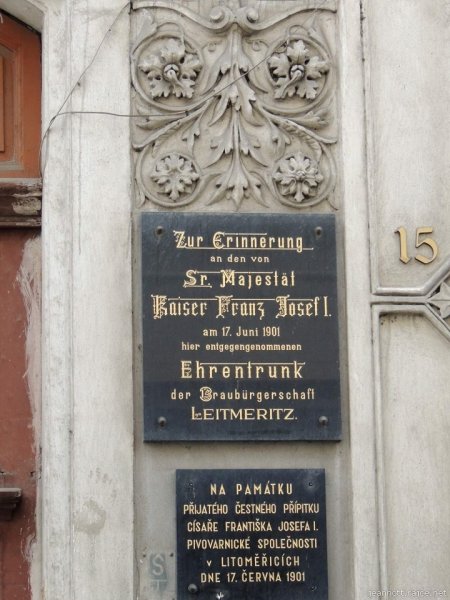 Zur Erinnerung
an den von
Sr. Majestät
Kaiser Franz Josef I.
am 17. Juni 1901
hier entgegengenommenen
Ehrentrunk
der Braubürgerschaft
LEITMERITZ.
15
NA PAMÁTKU
PŘIJATÉHO ČESTNÉHO PŘÍPITKU
CÍSAŘE FRANTIŠKA JOSEFA I.
PIVOVARNICKÉ SPOLEČNOSTI
V LITOMĚŘICÍCH
DNE 17. ČERVNA 1901